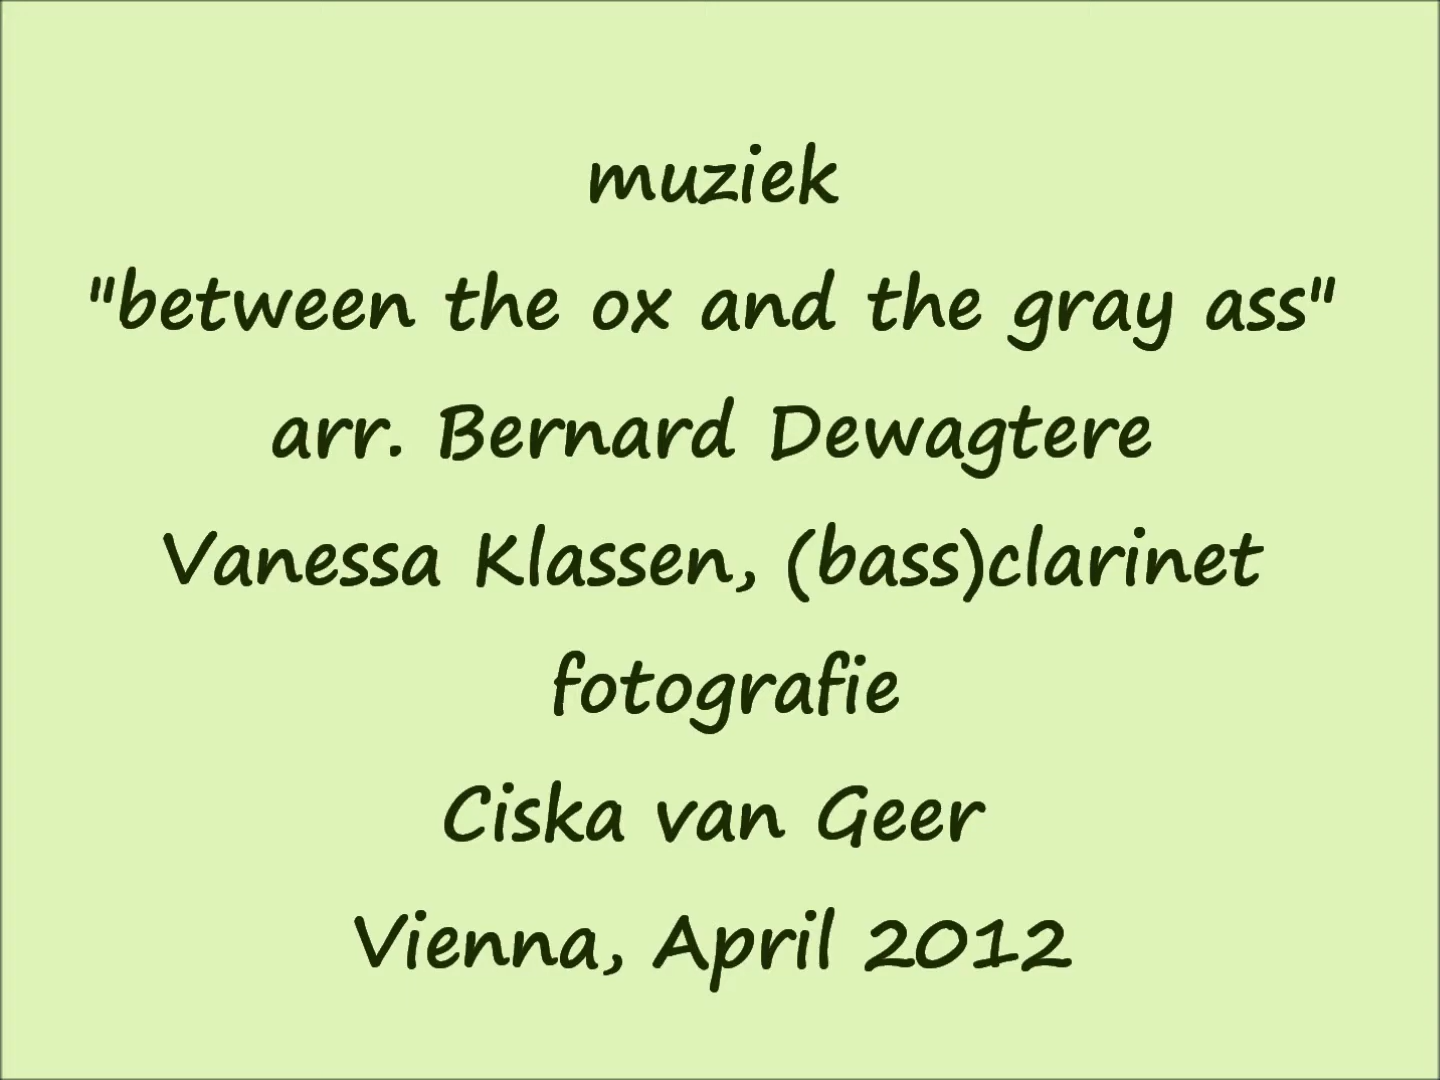 muziek
"between the ox and the gray ass"
arr. Bernard Dewagtere
Vanessa Klassen, (bass)clarinet
fotografie
Ciska van Geer
Vienna, April 2012